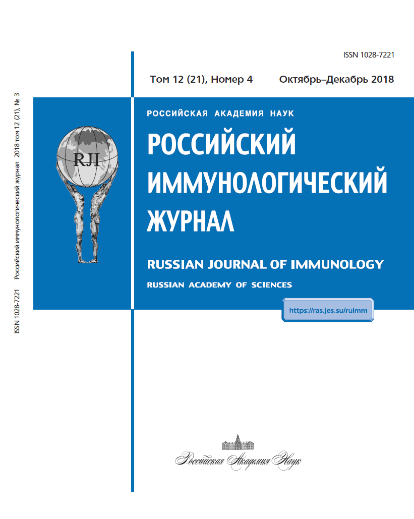 ISSN 1028-7221
Том 12 (21), Номер 4 Октябрь–Декабрь 2018
РОССИЙСКАЯ АКАДЕМИЯ НАУК
РОССИЙСКИЙ
ИММУНОЛОГИЧЕСКИЙ
ЖУРНАЛ
RUSSIAN JOURNAL OF IMMUNOLOGY
RUSSIAN ACADEMY OF SCIENCES
https://ras.jes.su/ruimm
RJI
Российская Академия Наук
ISSN 1028-7221 Российский иммунологический журнал 2018 том 12 (21), № 3